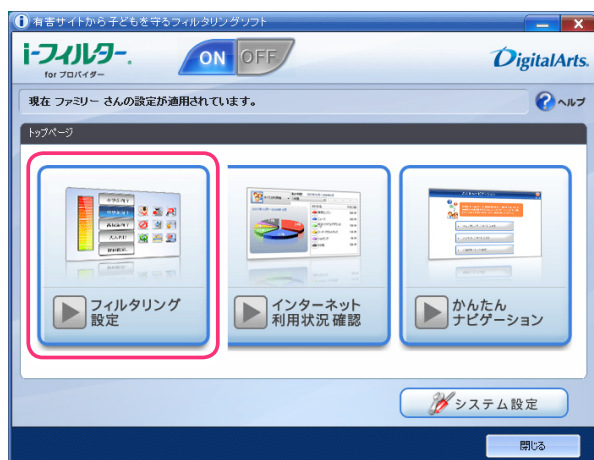 有害サイトから子どもを守るフィルタリングソフト
i-フィルター®
for プロバイダー
ON OFF
DigitalArts®
現在 ファミリー さんの設定が適用されています。
ヘルプ
トップページ
フィルタリング
設定
インターネット
利用状況 確認
かんたん
ナビゲーション
システム設定
閉じる